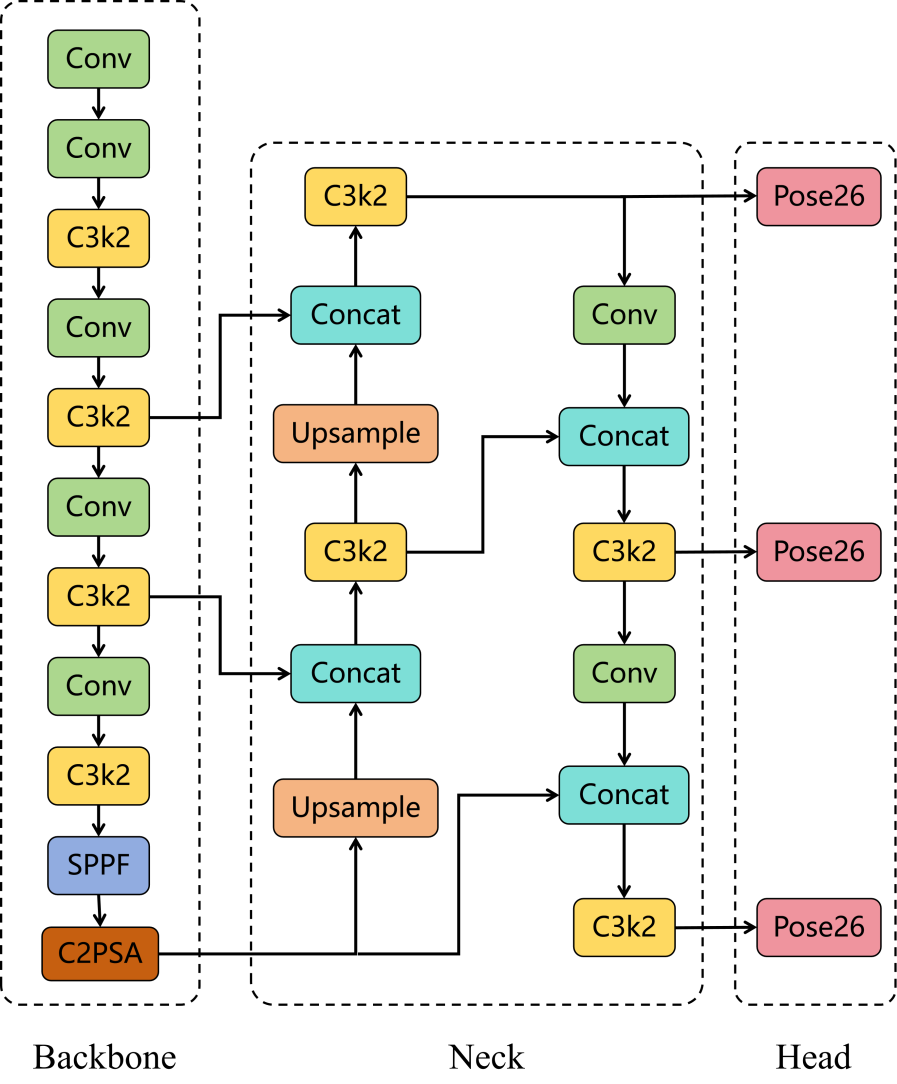 Conv
Conv
C3k2
Conv
C3k2
Conv
C3k2
Conv
C3k2
SPPF
C2PSA
Backbone
C3k2
Concat
Upsample
C3k2
Concat
Upsample
Conv
Concat
C3k2
Conv
Concat
C3k2
Neck
Pose26
Pose26
Pose26
Head